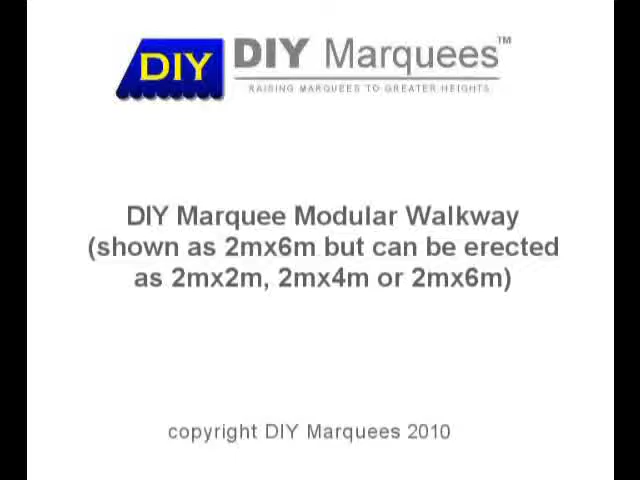 DIY
DIY Marquees™
RAISING MARQUEES TO GREATER HEIGHTS
DIY Marquee Modular Walkway
(shown as 2mx6m but can be erected
as 2mx2m, 2mx4m or 2mx6m)
copyright DIY Marquees 2010